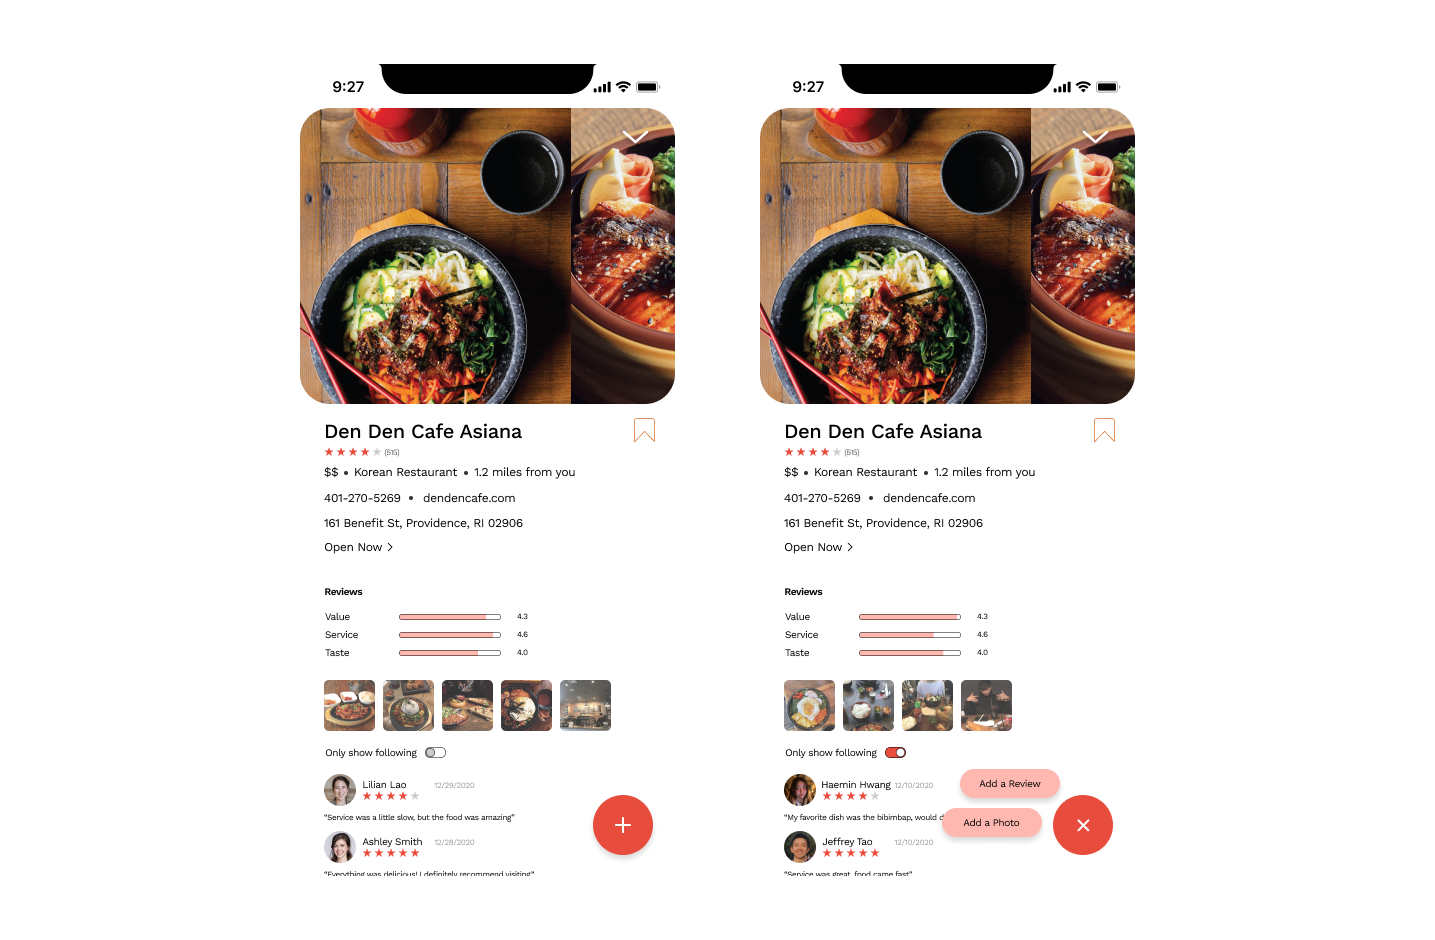 9:27
Den Den Cafe Asiana
(515)
$$ • Korean Restaurant • 1.2 miles from you
401-270-5269 • dendencafe.com
161 Benefit St, Providence, RI 02906
Open Now >
Reviews
Value 4.3
Service 4.6
Taste 4.0
Only show following
Lilian Lao 12/29/2020
“Service was a little slow, but the food was amazing”
Ashley Smith 12/28/2020
“Everything was delicious! I definitely recommend visiting”
9:27
Den Den Cafe Asiana
(515)
$$ • Korean Restaurant • 1.2 miles from you
401-270-5269 • dendencafe.com
161 Benefit St, Providence, RI 02906
Open Now >
Reviews
Value 4.3
Service 4.6
Taste 4.0
Only show following
Haemin Hwang 12/10/2020
Add a Review
“My favorite dish was the bibimbap, would
Add a Photo
Jeffrey Tao 12/10/2020
“Service was great, food came fast”